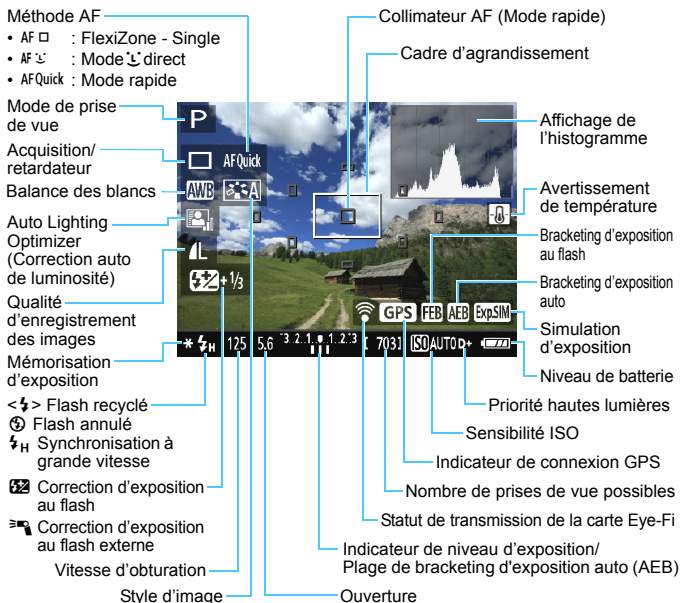 Méthode AF
• AF □ : FlexiZone - Single
• AF : Mode direct
• AF Quick : Mode rapide
Mode de prise
de vue
Acquisition/
retardateur
Balance des blancs
Auto Lighting
Optimizer
(Correction auto
de luminosité)
Qualité
d'enregistrement
des images
Mémorisation
d'exposition
< > Flash recyclé
Flash annulé
H Synchronisation à
grande vitesse
Correction d'exposition
au flash
Correction d'exposition
au flash externe
Vitesse d'obturation
Style d'image
Collimateur AF (Mode rapide)
Cadre d'agrandissement
P
AF Quick
AWB A
L
+1/3
GPS FEB AEB Exp.SIM
H 125 5.6 -3..2..1..0..1..2.:3 [ 703] ISO AUTO D+
Affichage de
l'histogramme
Avertissement
de température
Bracketing d'exposition
au flash
Bracketing d'exposition
auto
Simulation
d'exposition
Niveau de batterie
Priorité hautes lumières
Sensibilité ISO
Indicateur de connexion GPS
Nombre de prises de vue possibles
Statut de transmission de la carte Eye-Fi
Indicateur de niveau d'exposition/
Plage de bracketing d'exposition auto (AEB)
Ouverture